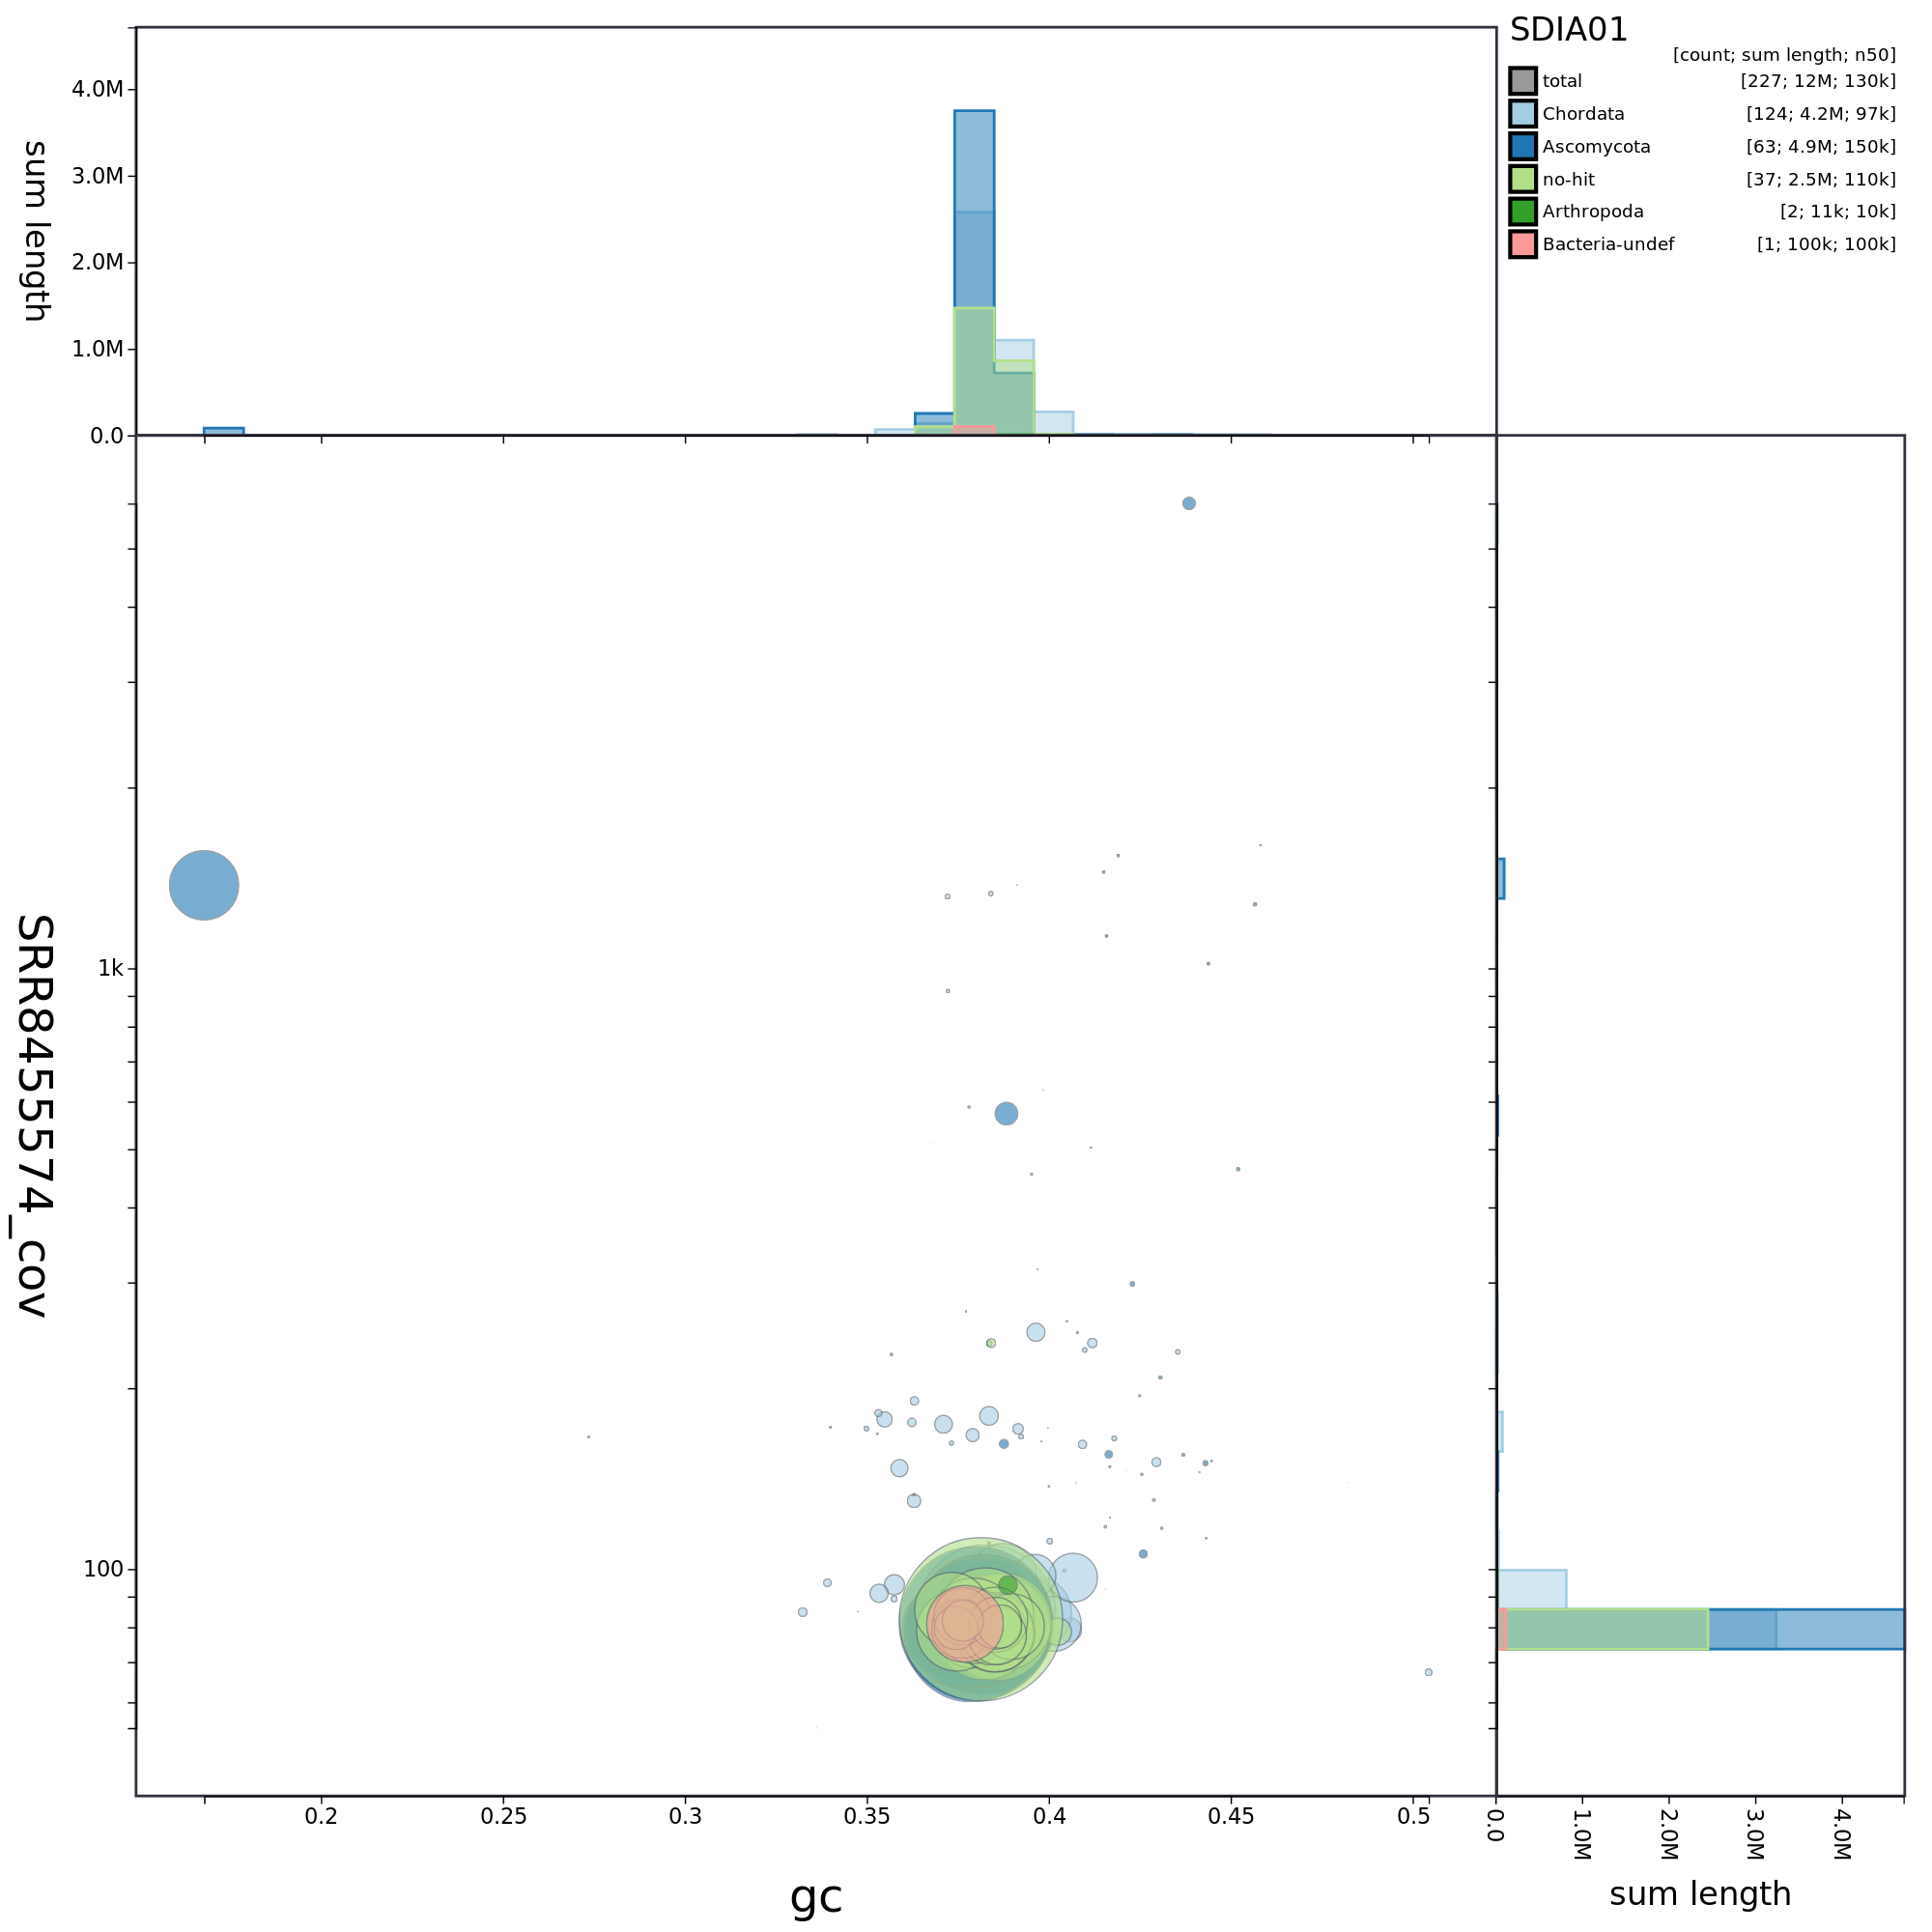 SDIA01
[count; sum length; n50]
total [227; 12M; 130k]
Chordata [124; 4.2M; 97k]
Ascomycota [63; 4.9M; 150k]
no-hit [37; 2.5M; 110k]
Arthropoda [2; 11k; 10k]
Bacteria-undef [1; 100k; 100k]
sum length
4.0M
3.0M
2.0M
1.0M
0.0
SRR8455574_cov
1k
100
0.2 0.25 0.3 0.35 0.4 0.45 0.5
gc
0.0 1.0M 2.0M 3.0M 4.0M
sum length